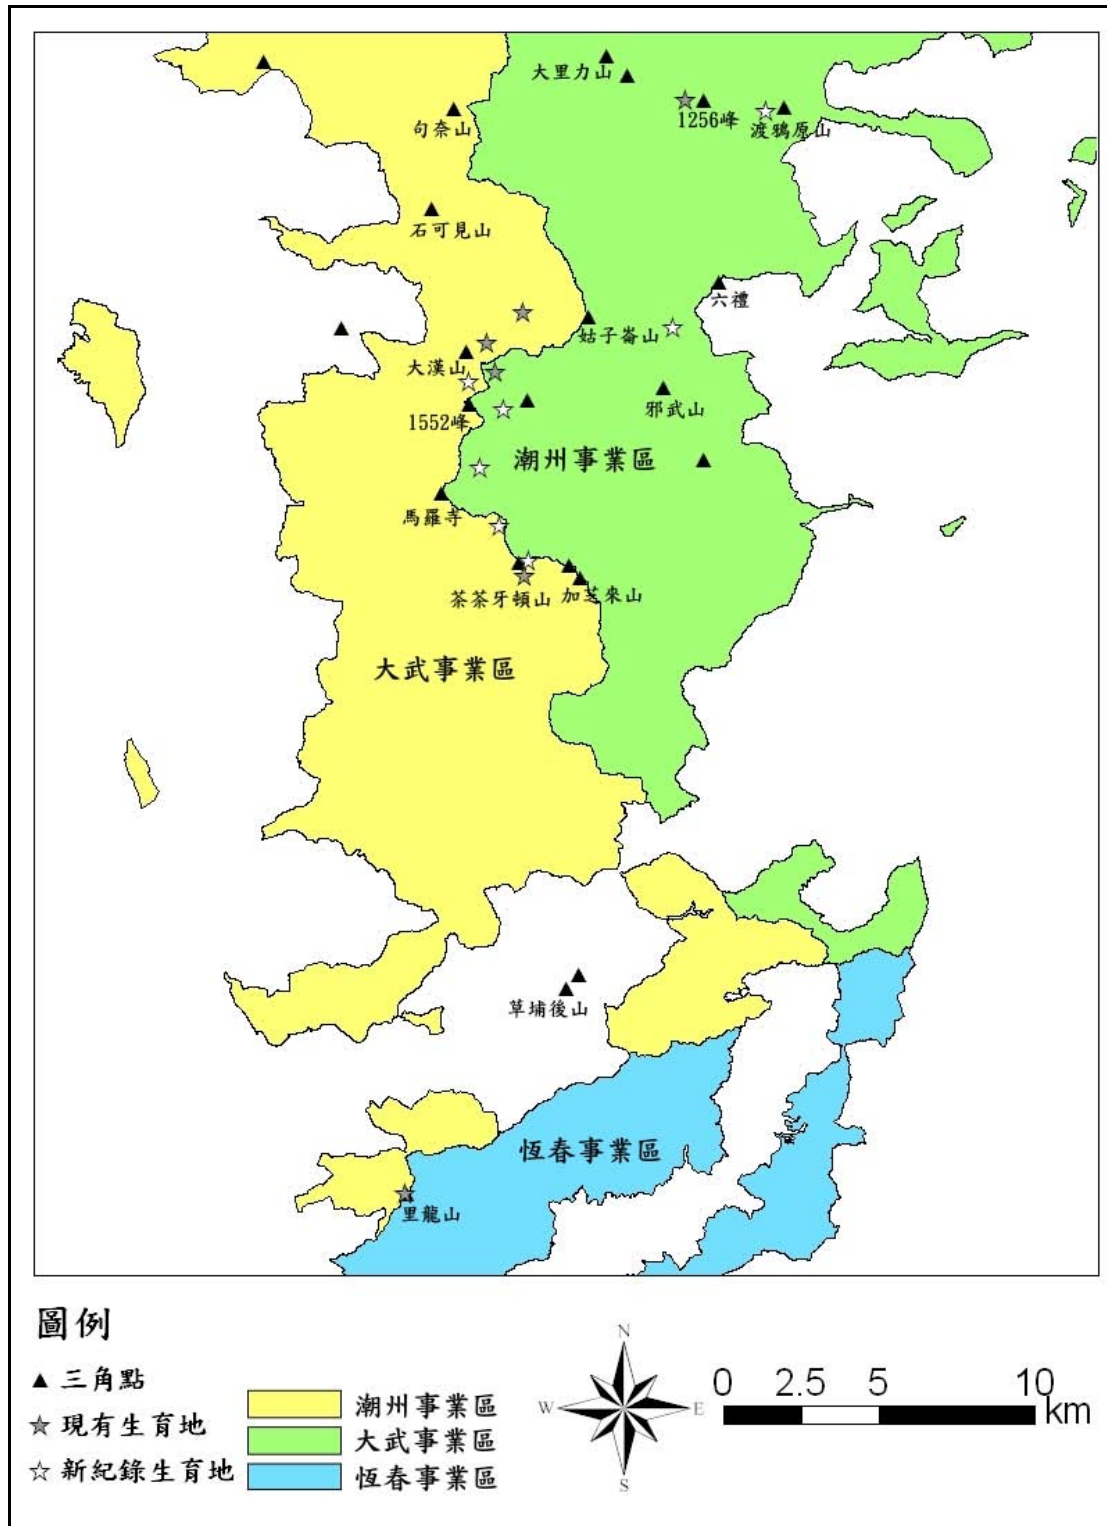 大里力山
句奈山
1256峰
渡鴉原山
石可見山
六禮
姑子崙山
大漢山
邪武山
1552峰
潮州事業區
馬羅寺
茶茶牙頓山
加芝來山
大武事業區
草埔後山
恆春事業區
里龍山
圖例
▲ 三角點
現有生育地
新紀錄生育地
潮州事業區
大武事業區
恆春事業區
N
W
E
S
0 2.5 5 10
km